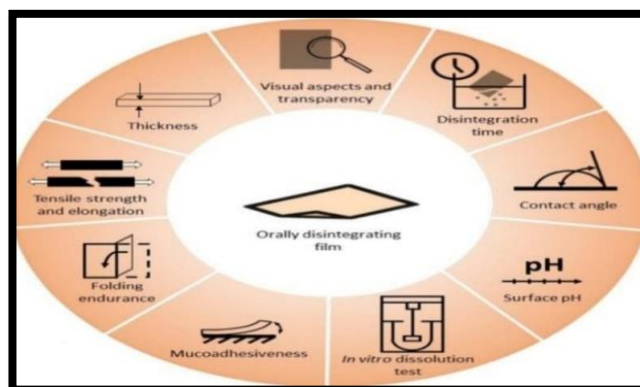 Visual aspects and
transparency
Disintegration
time
Contact angle
pH
Surface pH
In vitro dissolution
test
Mucoadhesiveness
Folding
endurance
Tensile strength
and elongation
Thickness
Orally disintegrating
film